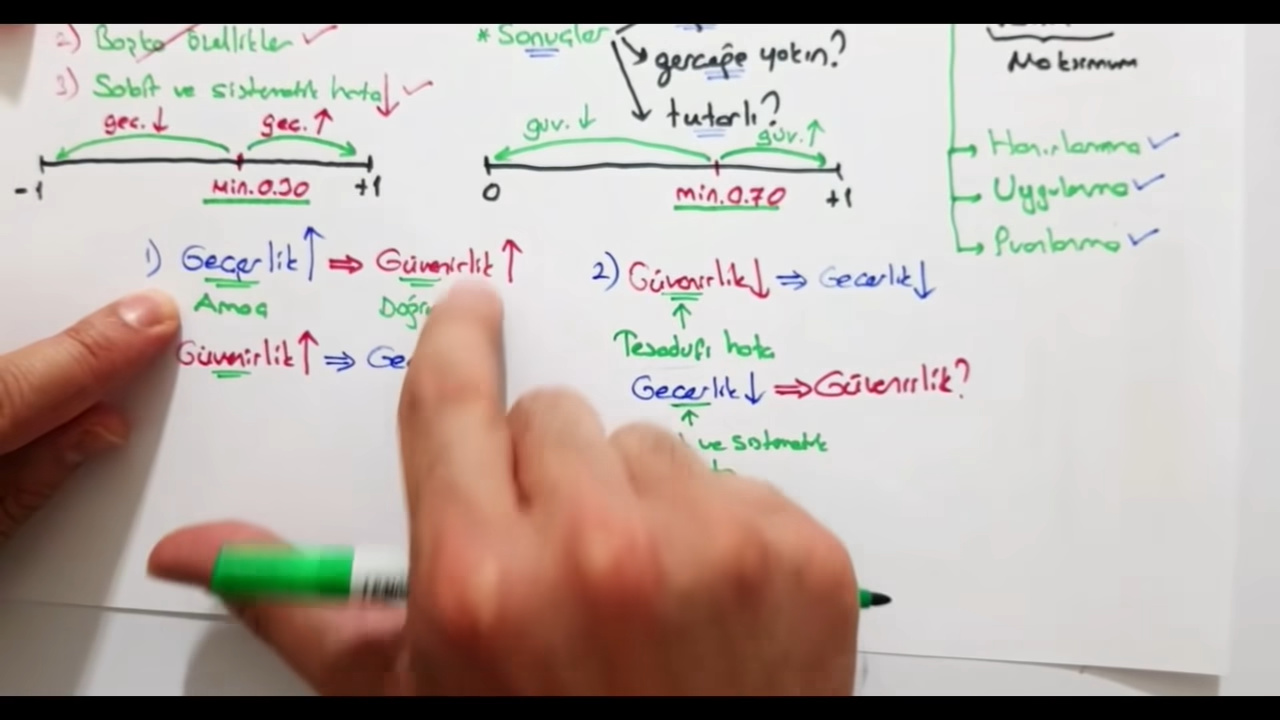 2) Başka özellikler ✓
3) Sabit ve sistematik hata↓ ✓
geç.↓ geç.↑
-1 Min.0.30 +1
* Sonuçlar
gerçeğe yakın?
tutarlı?
güv.↓ güv.↑
0 min.0.70 +1
Maksimum
Hazırlanma ✓
Uygulama ✓
Puanlama ✓
1) Geçerlik↑ ⇒ Güvenirlik↑
Amaç
Güvenirlik↑ ⇒
2) Güvenirlik↓ ⇒ Geçerlik↓
↑
Tesadüfi hata
Geçerlik↓ ⇒ Güvenirlik?
↑
ve sistematik